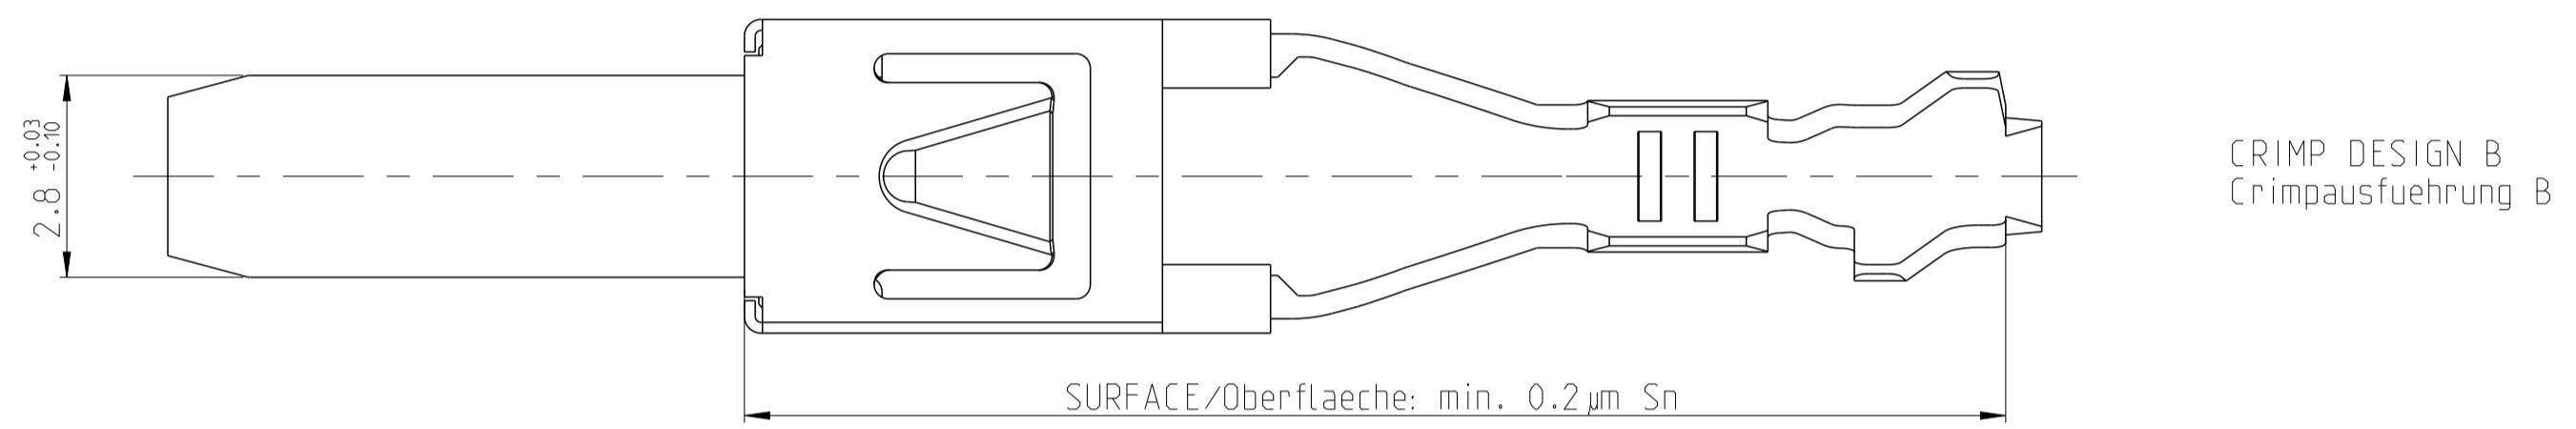 2.8 +0.03 -0.10
CRIMP DESIGN B
Crimpausfuehrung B
SURFACE/Oberflaeche: min. 0.2µm Sn